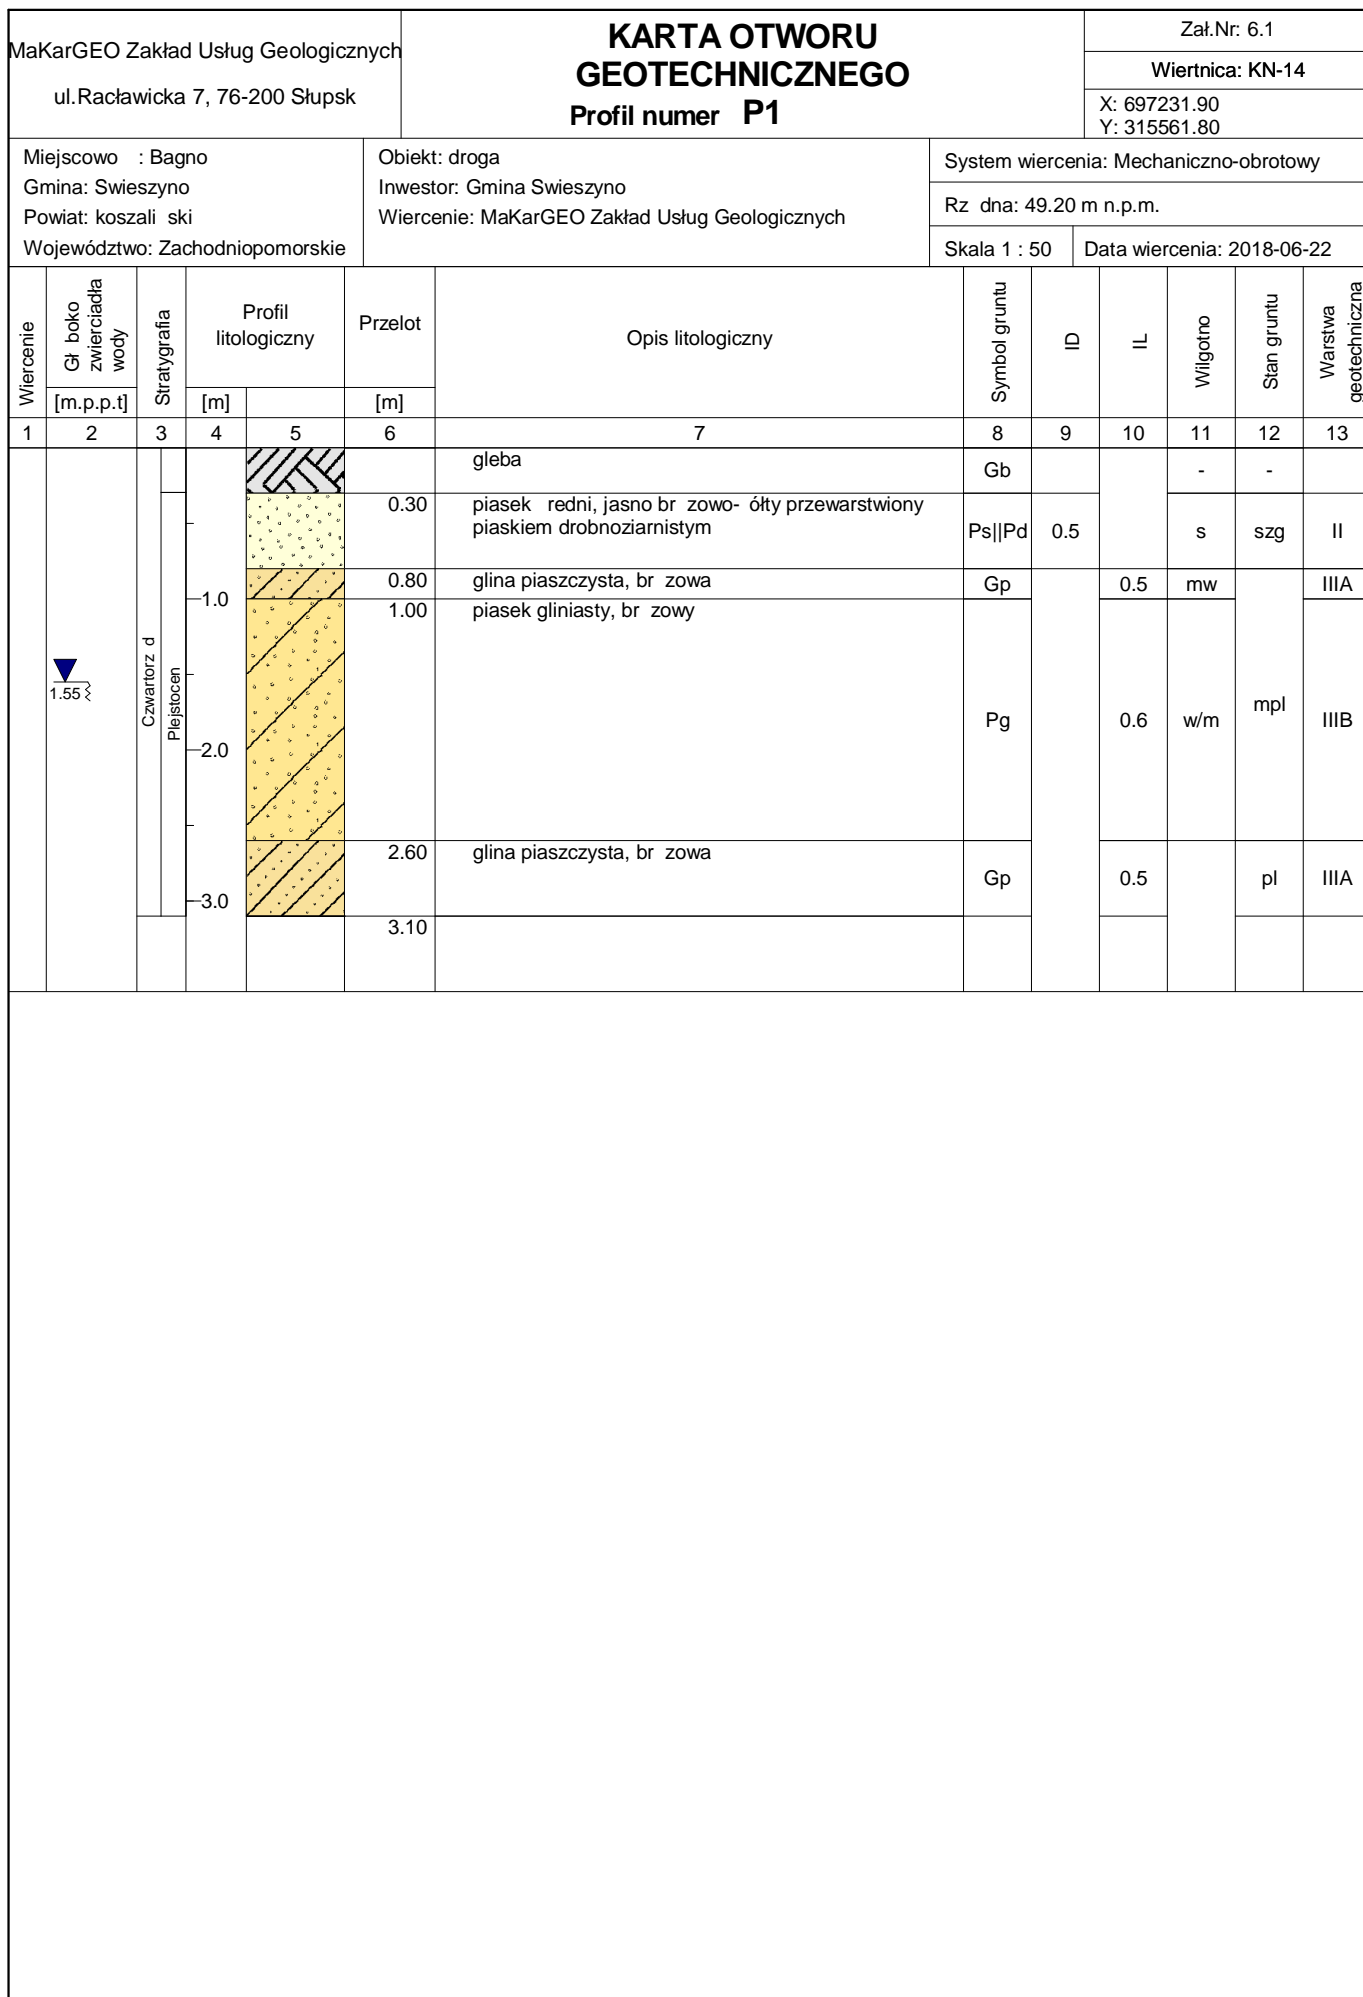 MaKarGEO Zakład Usług Geologicznych
ul.Racławicka 7, 76-200 Słupsk
KARTA OTWORU
GEOTECHNICZNEGO
Profil numer P1
Zał.Nr: 6.1
Wiertnica: KN-14
X: 697231.90
Y: 315561.80
Miejscowo : Bagno
Gmina: Swieszyno
Powiat: koszali ski
Województwo: Zachodniopomorskie
Obiekt: droga
Inwestor: Gmina Swieszyno
Wiercenie: MaKarGEO Zakład Usług Geologicznych
System wiercenia: Mechaniczno-obrotowy
Rz dna: 49.20 m n.p.m.
Skala 1 : 50
Data wiercenia: 2018-06-22
Wiercenie
Gł boko
zwierciadła
wody
[m.p.p.t]
Stratygrafia
Profil
litologiczny
[m]
Przelot
[m]
Opis litologiczny
Symbol gruntu
ID
IL
Wilgotno
Stan gruntu
Warstwa
geotechniczna
1 2 3 4 5 6 7 8 9 10 11 12 13
gleba
Gb - -
0.30 piasek redni, jasno br zowo- ółty przewarstwiony
piaskiem drobnoziarnistym
Ps||Pd 0.5 s szg II
0.80 glina piaszczysta, br zowa Gp 0.5 mw IIIA
1.0
1.00 piasek gliniasty, br zowy
1.55
Czwartorz d
Plejstocen
Pg 0.6 w/m mpl IIIB
2.0
2.60 glina piaszczysta, br zowa
Gp 0.5 pl IIIA
3.0
3.10